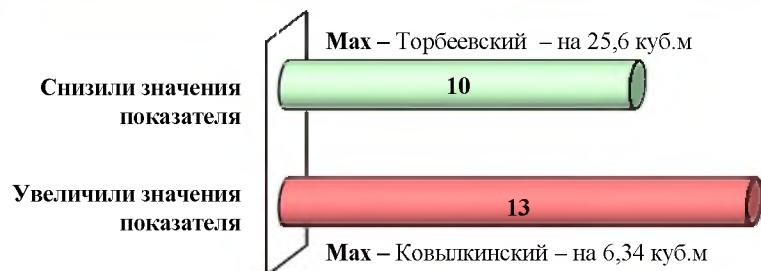 Max – Торбеевский – на 25,6 куб.м
Снизили значения
показателя
10
Увеличили значения
показателя
13
Max – Ковылкинский – на 6,34 куб.м